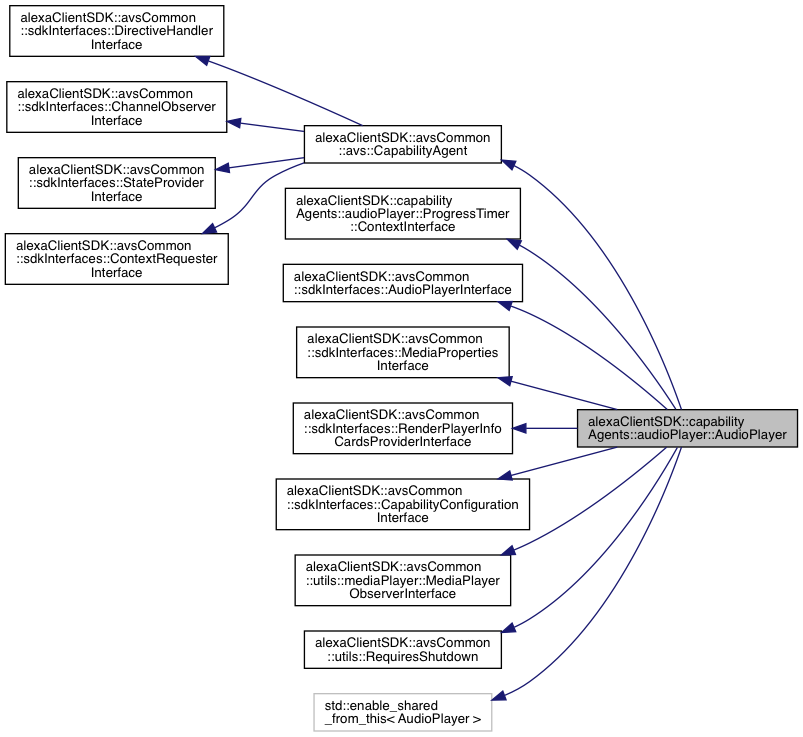 alexaClientSDK::avsCommon
::sdkInterfaces::DirectiveHandler
Interface
alexaClientSDK::avsCommon
::sdkInterfaces::ChannelObserver
Interface
alexaClientSDK::avsCommon
::sdkInterfaces::StateProvider
Interface
alexaClientSDK::avsCommon
::sdkInterfaces::ContextRequester
Interface
alexaClientSDK::avsCommon
::avs::CapabilityAgent
alexaClientSDK::capability
Agents::audioPlayer::ProgressTimer
::ContextInterface
alexaClientSDK::avsCommon
::sdkInterfaces::AudioPlayerInterface
alexaClientSDK::avsCommon
::sdkInterfaces::MediaProperties
Interface
alexaClientSDK::avsCommon
::sdkInterfaces::RenderPlayerInfo
CardsProviderInterface
alexaClientSDK::avsCommon
::sdkInterfaces::CapabilityConfiguration
Interface
alexaClientSDK::avsCommon
::utils::mediaPlayer::MediaPlayer
ObserverInterface
alexaClientSDK::avsCommon
::utils::RequiresShutdown
std::enable_shared
_from_this< AudioPlayer >
alexaClientSDK::capability
Agents::audioPlayer::AudioPlayer